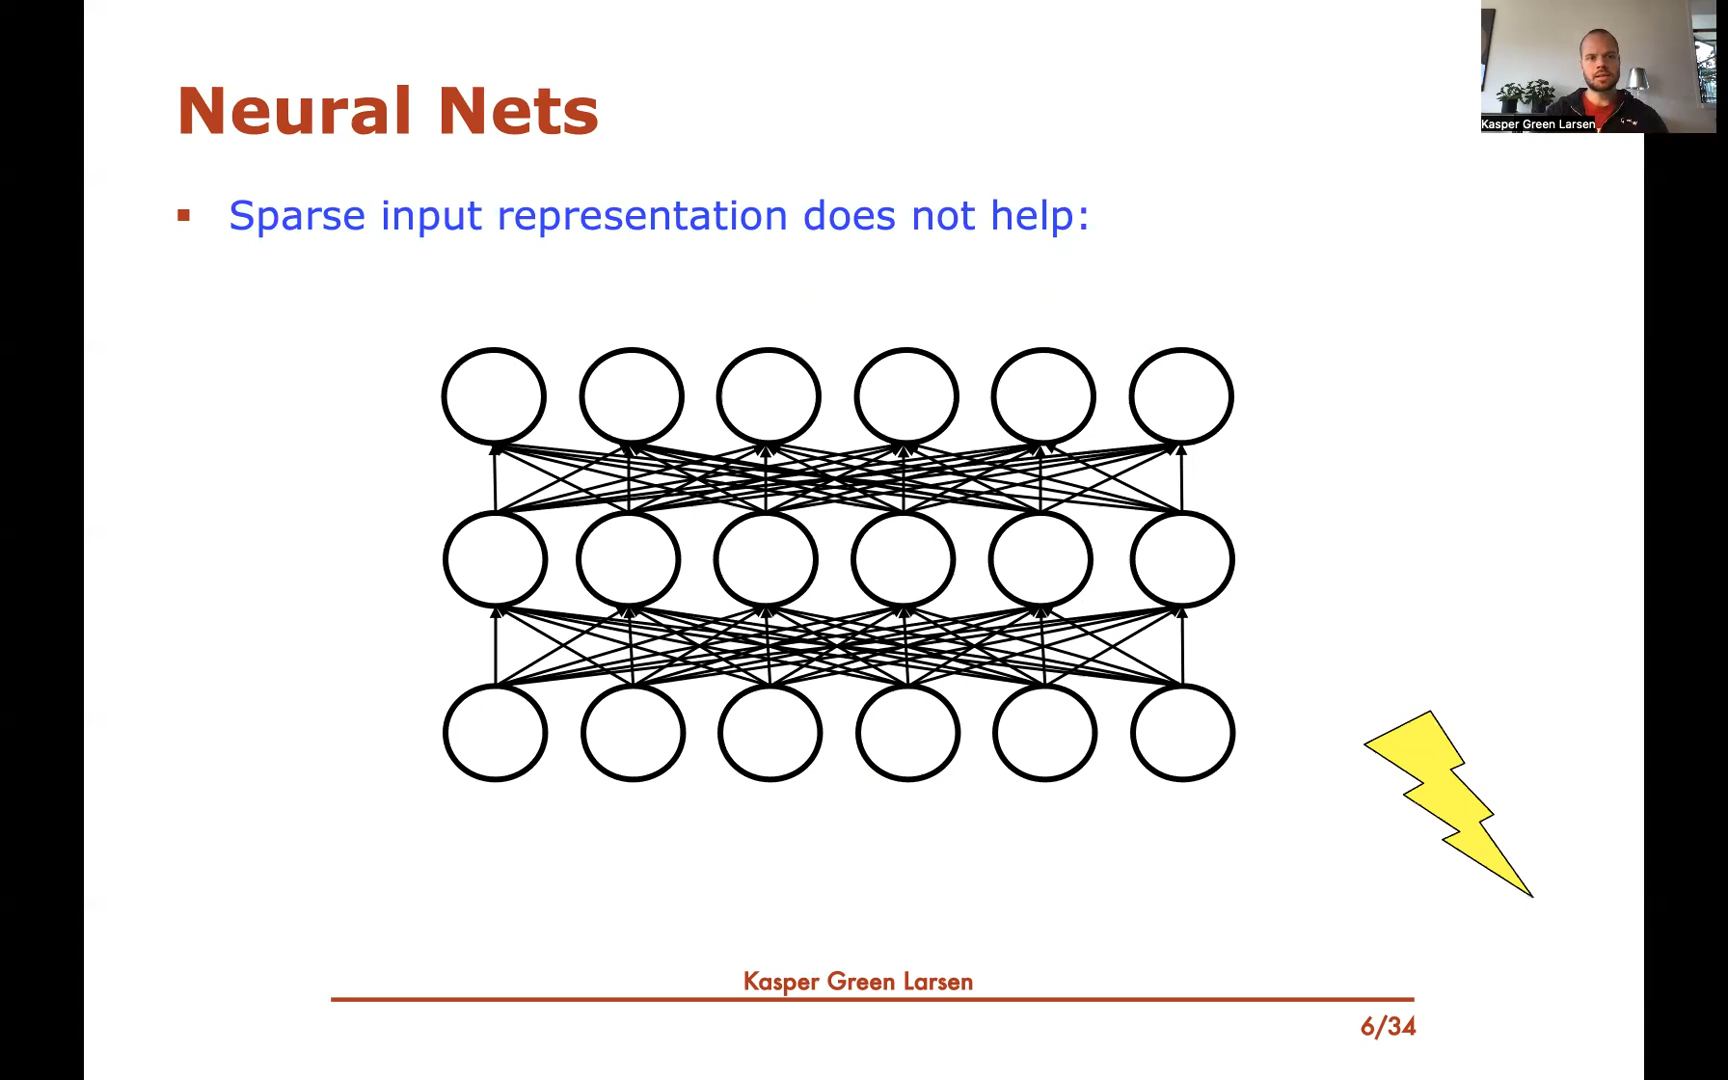 Kasper Green Larsen
Neural Nets
▪ Sparse input representation does not help:
Kasper Green Larsen
6/34